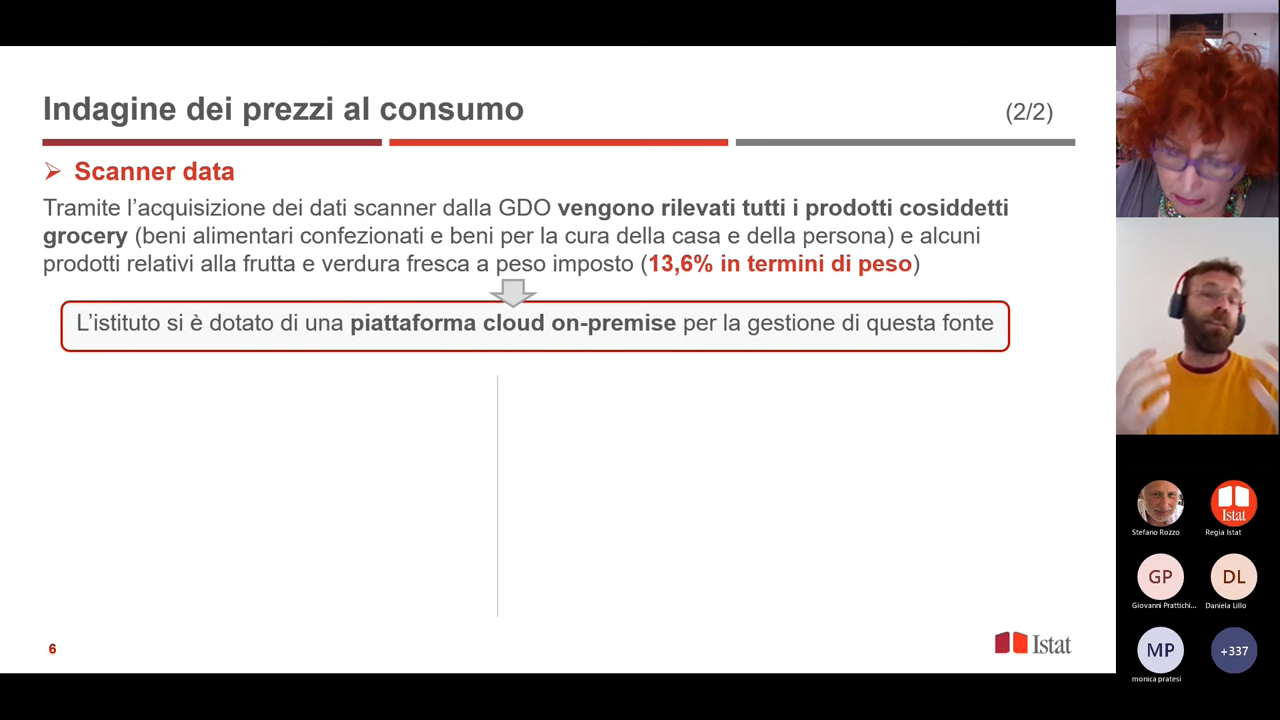 Indagine dei prezzi al consumo
(2/2)
Scanner data
Tramite l’acquisizione dei dati scanner dalla GDO vengono rilevati tutti i prodotti cosiddetti
grocery (beni alimentari confezionati e beni per la cura della casa e della persona) e alcuni
prodotti relativi alla frutta e verdura fresca a peso imposto (13,6% in termini di peso)
L’istituto si è dotato di una piattaforma cloud on-premise per la gestione di questa fonte
6
Istat
Istat
Stefano Rozzo
Regia Istat
GP
DL
Giovanni Prattichi...
Daniela Lillo
MP
+337
monica pratesi